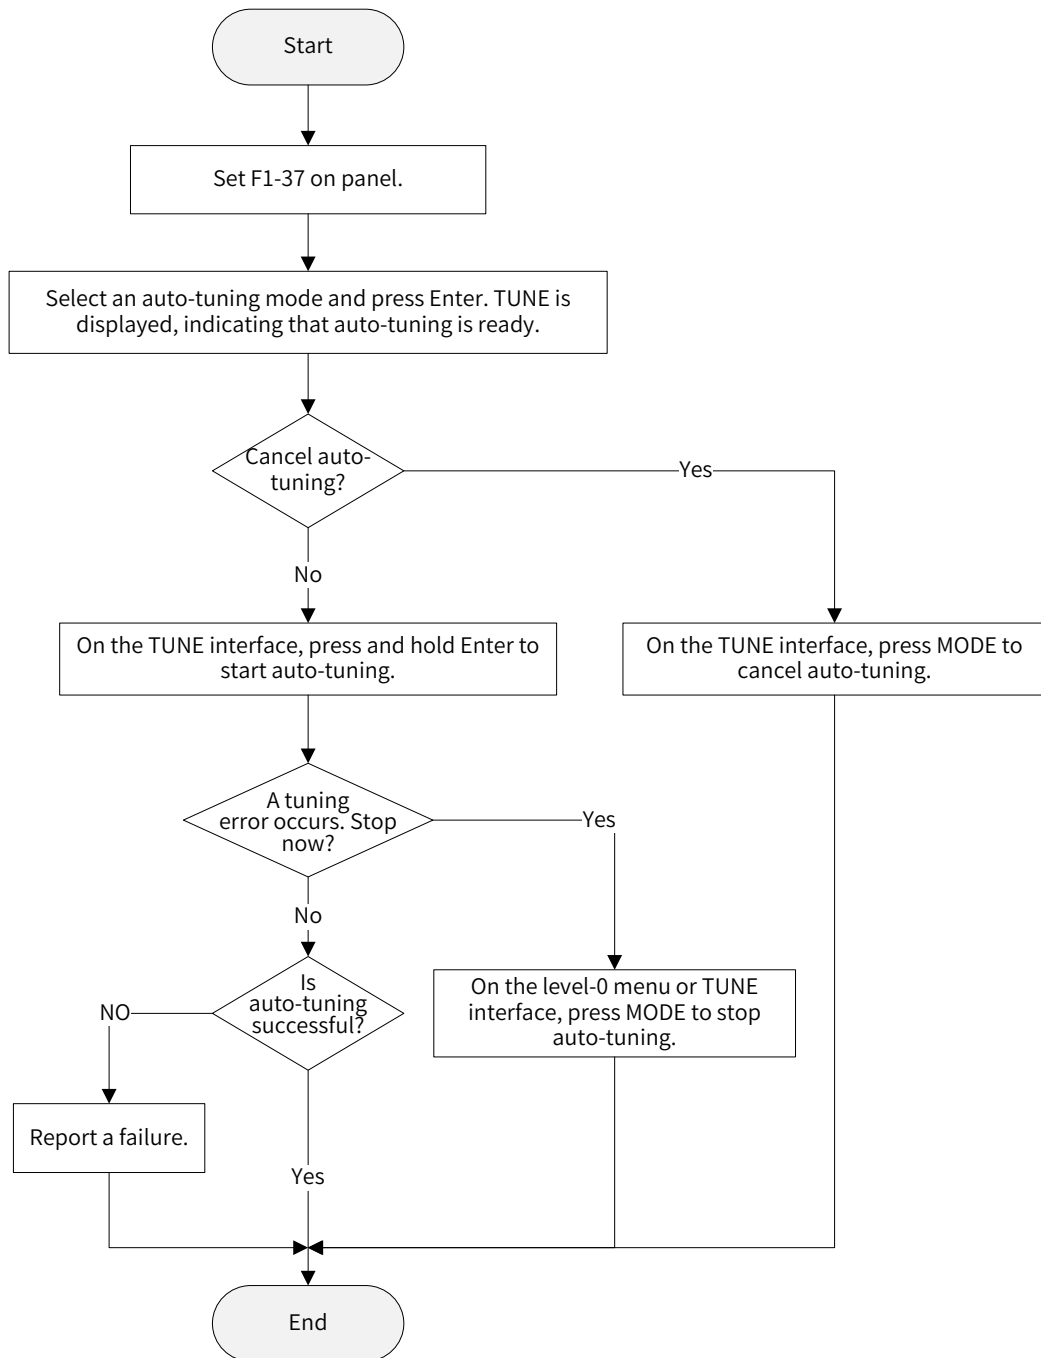 Start
Set F1-37 on panel.
Select an auto-tuning mode and press Enter. TUNE is
displayed, indicating that auto-tuning is ready.
Cancel auto-
tuning?
Yes
No
On the TUNE interface, press and hold Enter to
start auto-tuning.
On the TUNE interface, press MODE to
cancel auto-tuning.
A tuning
error occurs. Stop
now?
Yes
No
Is
auto-tuning
successful?
NO
On the level-0 menu or TUNE
interface, press MODE to stop
auto-tuning.
Report a failure.
Yes
End